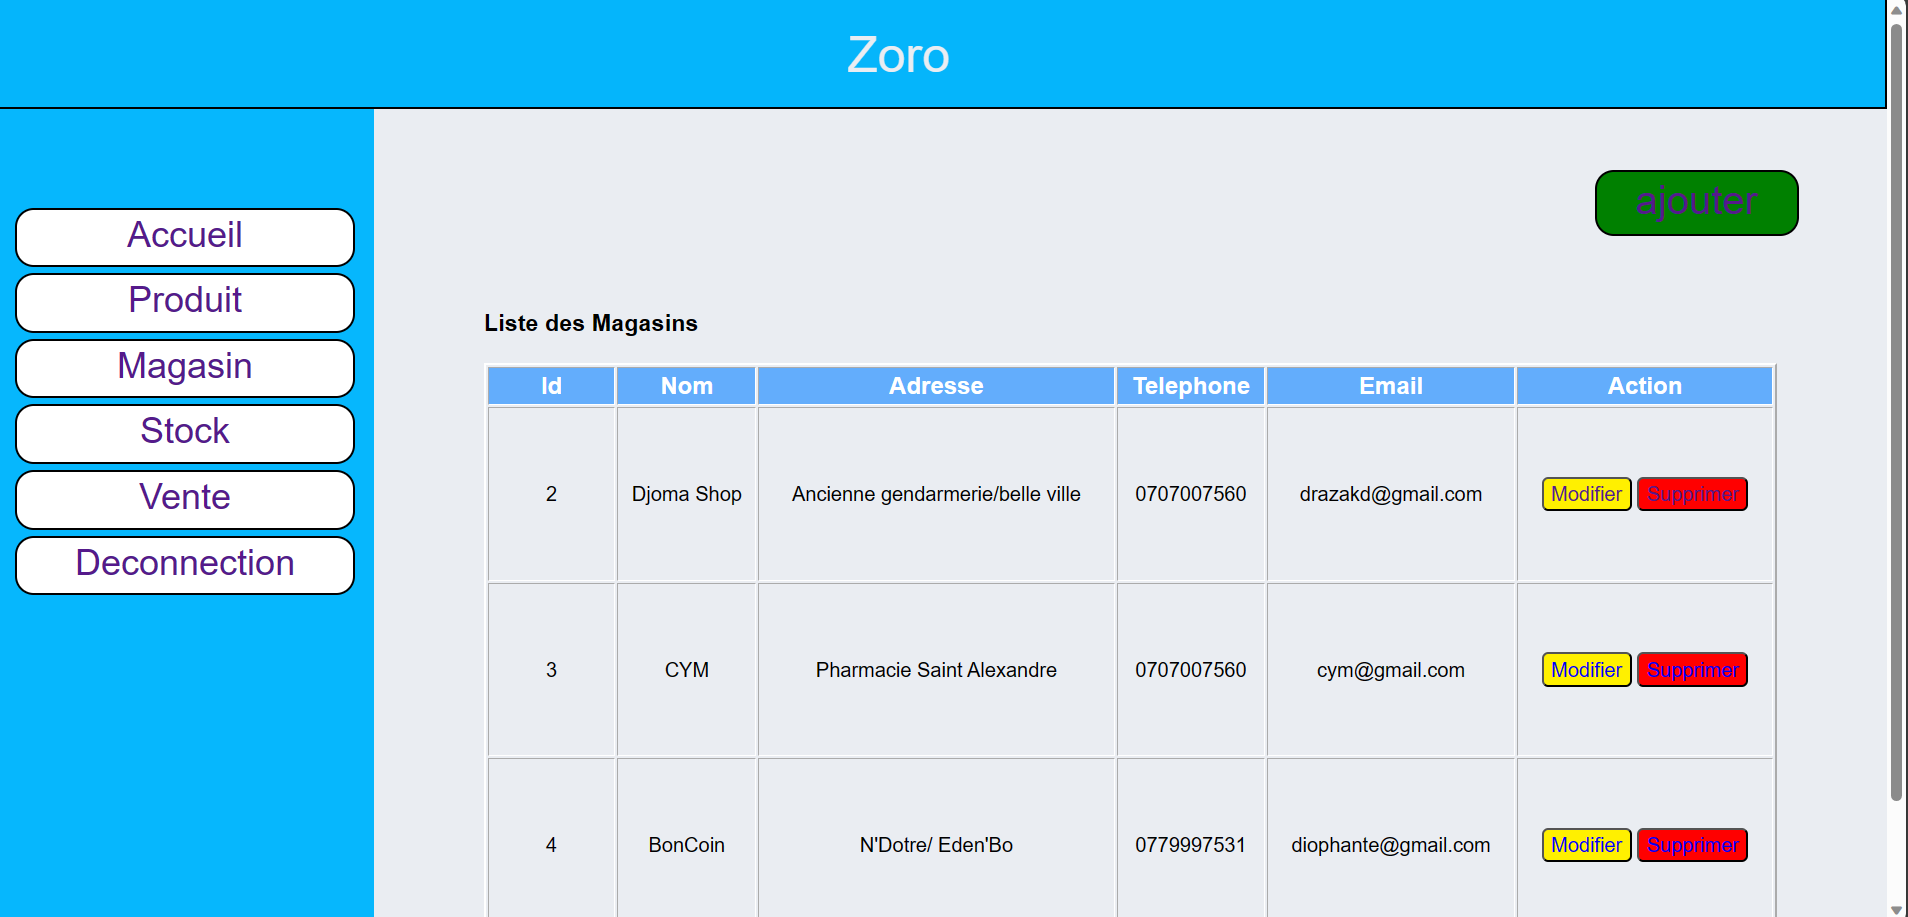 Zoro
Accueil
Produit
Magasin
Stock
Vente
Deconnection
ajouter
Liste des Magasins
Id Nom Adresse Telephone Email Action
2 Djoma Shop Ancienne gendarmerie/belle ville 0707007560 drazakd@gmail.com Modifier Supprimer
3 CYM Pharmacie Saint Alexandre 0707007560 cym@gmail.com Modifier Supprimer
4 BonCoin N'Dotre/ Eden'Bo 0779997531 diophante@gmail.com Modifier Supprimer